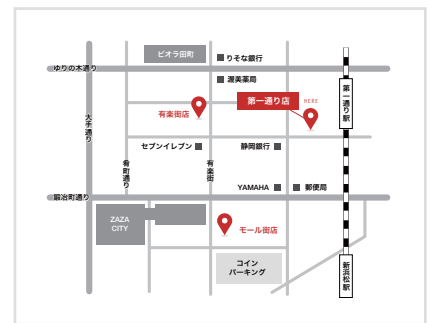 ビオラ田町
りそな銀行
ゆりの木通り
渥美薬局
第一通り駅
第一通り店
HERE
有楽街店
大手通り
セブンイレブン
静岡銀行
肴町通り
有楽街
YAMAHA
郵便局
鍛冶町通り
ZAZA
CITY
モール街店
コイン
パーキング
新浜松駅